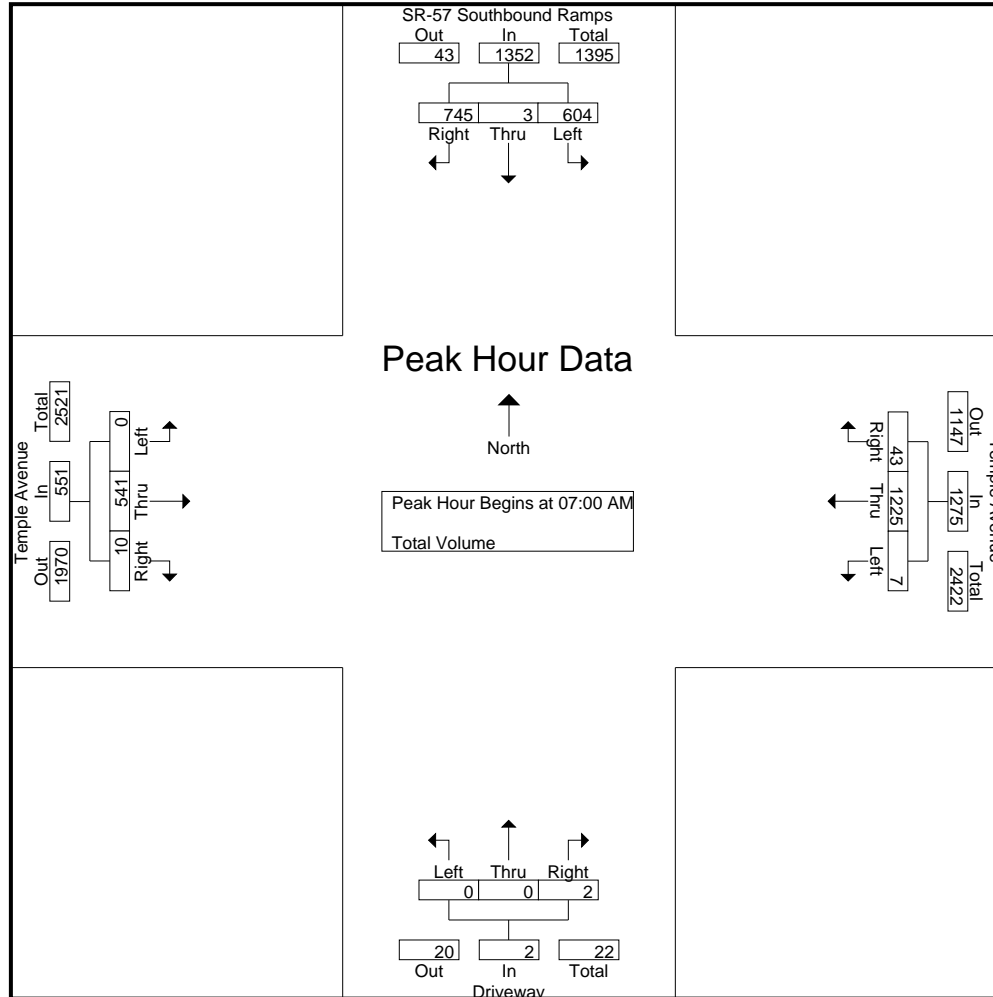 SR-57 Southbound Ramps
Out In Total
43 1352 1395
745 3 604
Right Thru Left
Peak Hour Data
North
Peak Hour Begins at 07:00 AM
Total Volume
Temple Avenue
Total In Out
2521 551 1970
0 541 10
Left Thru Right
Right Thru Left
43 1225 7
1147 1275 2422
Out In Total
Left Thru Right
0 0 2
20 2 22
Out In Total
Driveway